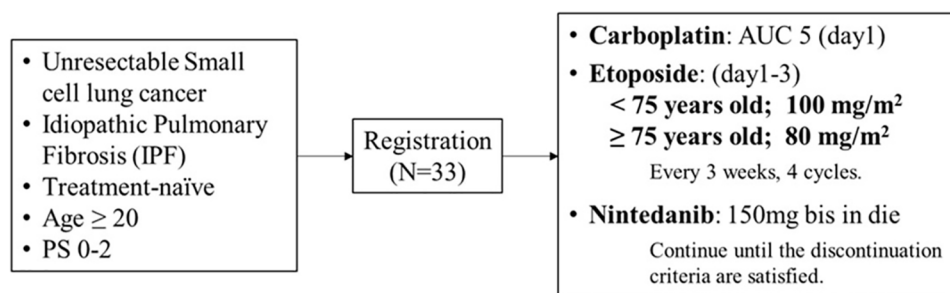 • Unresectable Small
cell lung cancer
• Idiopathic Pulmonary
Fibrosis (IPF)
• Treatment-naïve
• Age ≥ 20
• PS 0-2
Registration
(N=33)
• Carboplatin: AUC 5 (day1)
• Etoposide: (day1-3)
< 75 years old; 100 mg/m²
≥ 75 years old; 80 mg/m²
Every 3 weeks, 4 cycles.
• Nintedanib: 150mg bis in die
Continue until the discontinuation
criteria are satisfied.